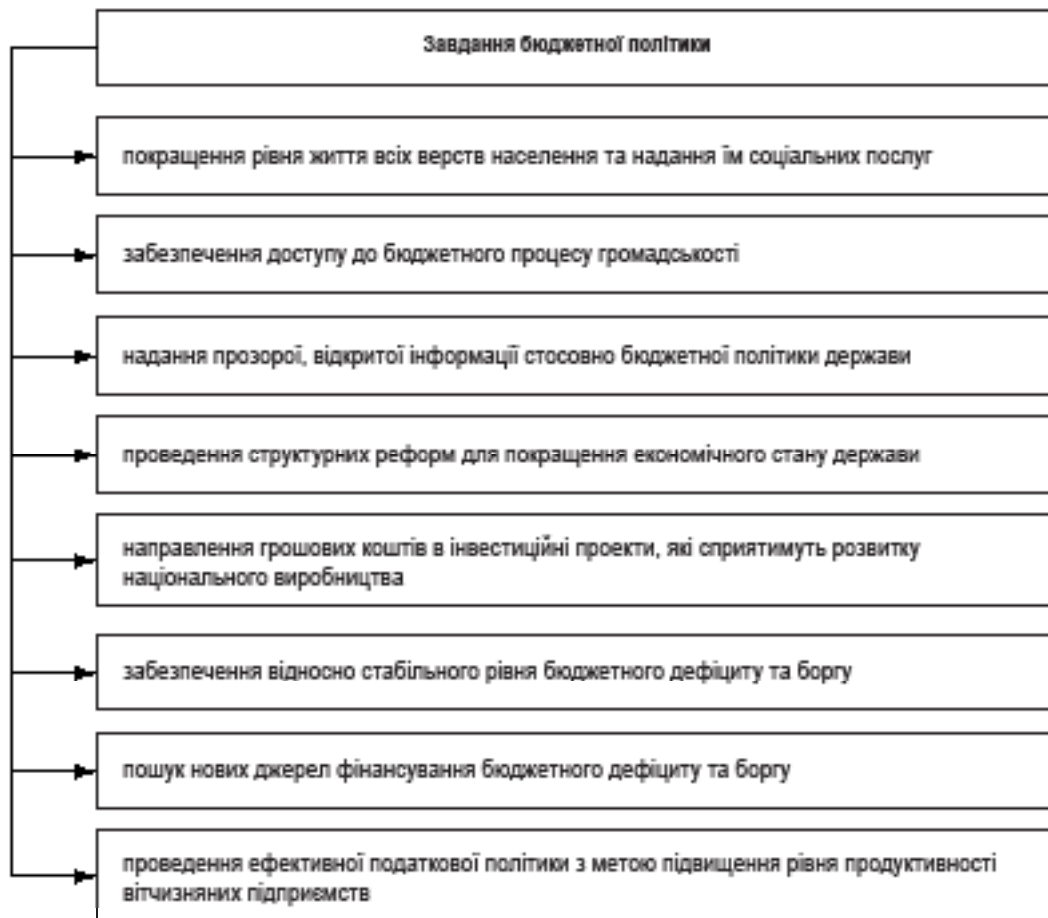 Завдання бюджетної політики
покращення рівня життя всіх верств населення та надання їм соціальних послуг
забезпечення доступу до бюджетного процесу громадськості
надання прозорої, відкритої інформації стосовно бюджетної політики держави
проведення структурних реформ для покращення економічного стану держави
направлення грошових коштів в інвестиційні проекти, які сприятимуть розвитку
національного виробництва
забезпечення відносно стабільного рівня бюджетного дефіциту та боргу
пошук нових джерел фінансування бюджетного дефіциту та боргу
проведення ефективної податкової політики з метою підвищення рівня продуктивності
вітчизняних підприємств